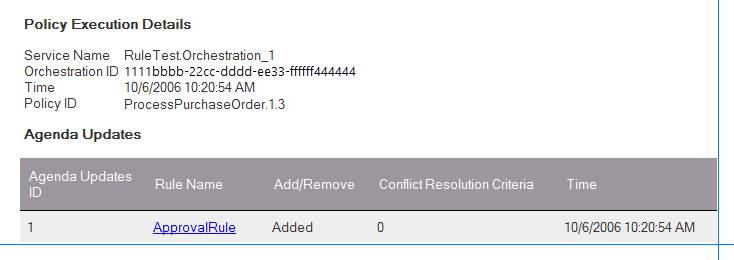 Policy Execution Details
Service Name RuleTest.Orchestration_1
Orchestration ID 1111bbbb-22cc-dddd-ee33-ffffff444444
Time 10/6/2006 10:20:54 AM
Policy ID ProcessPurchaseOrder.1.3
Agenda Updates
Agenda Updates ID Rule Name Add/Remove Conflict Resolution Criteria Time
1 ApprovalRule Added 0 10/6/2006 10:20:54 AM